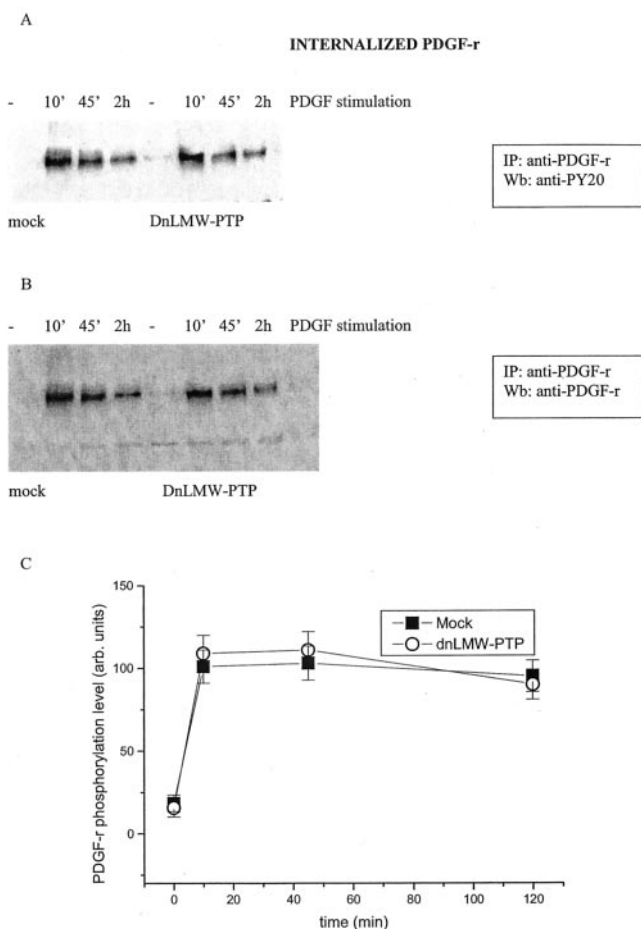 A
INTERNALIZED PDGF-r
- 10' 45' 2h - 10' 45' 2h PDGF stimulation
IP: anti-PDGF-r
Wb: anti-PY20
mock DnLMW-PTP
B
- 10' 45' 2h - 10' 45' 2h PDGF stimulation
IP: anti-PDGF-r
Wb: anti-PDGF-r
mock DnLMW-PTP
C
PDGF-r phosphorylation level (arb. units)
150
100
50
0
Mock
dnLMW-PTP
0 20 40 60 80 100 120
time (min)